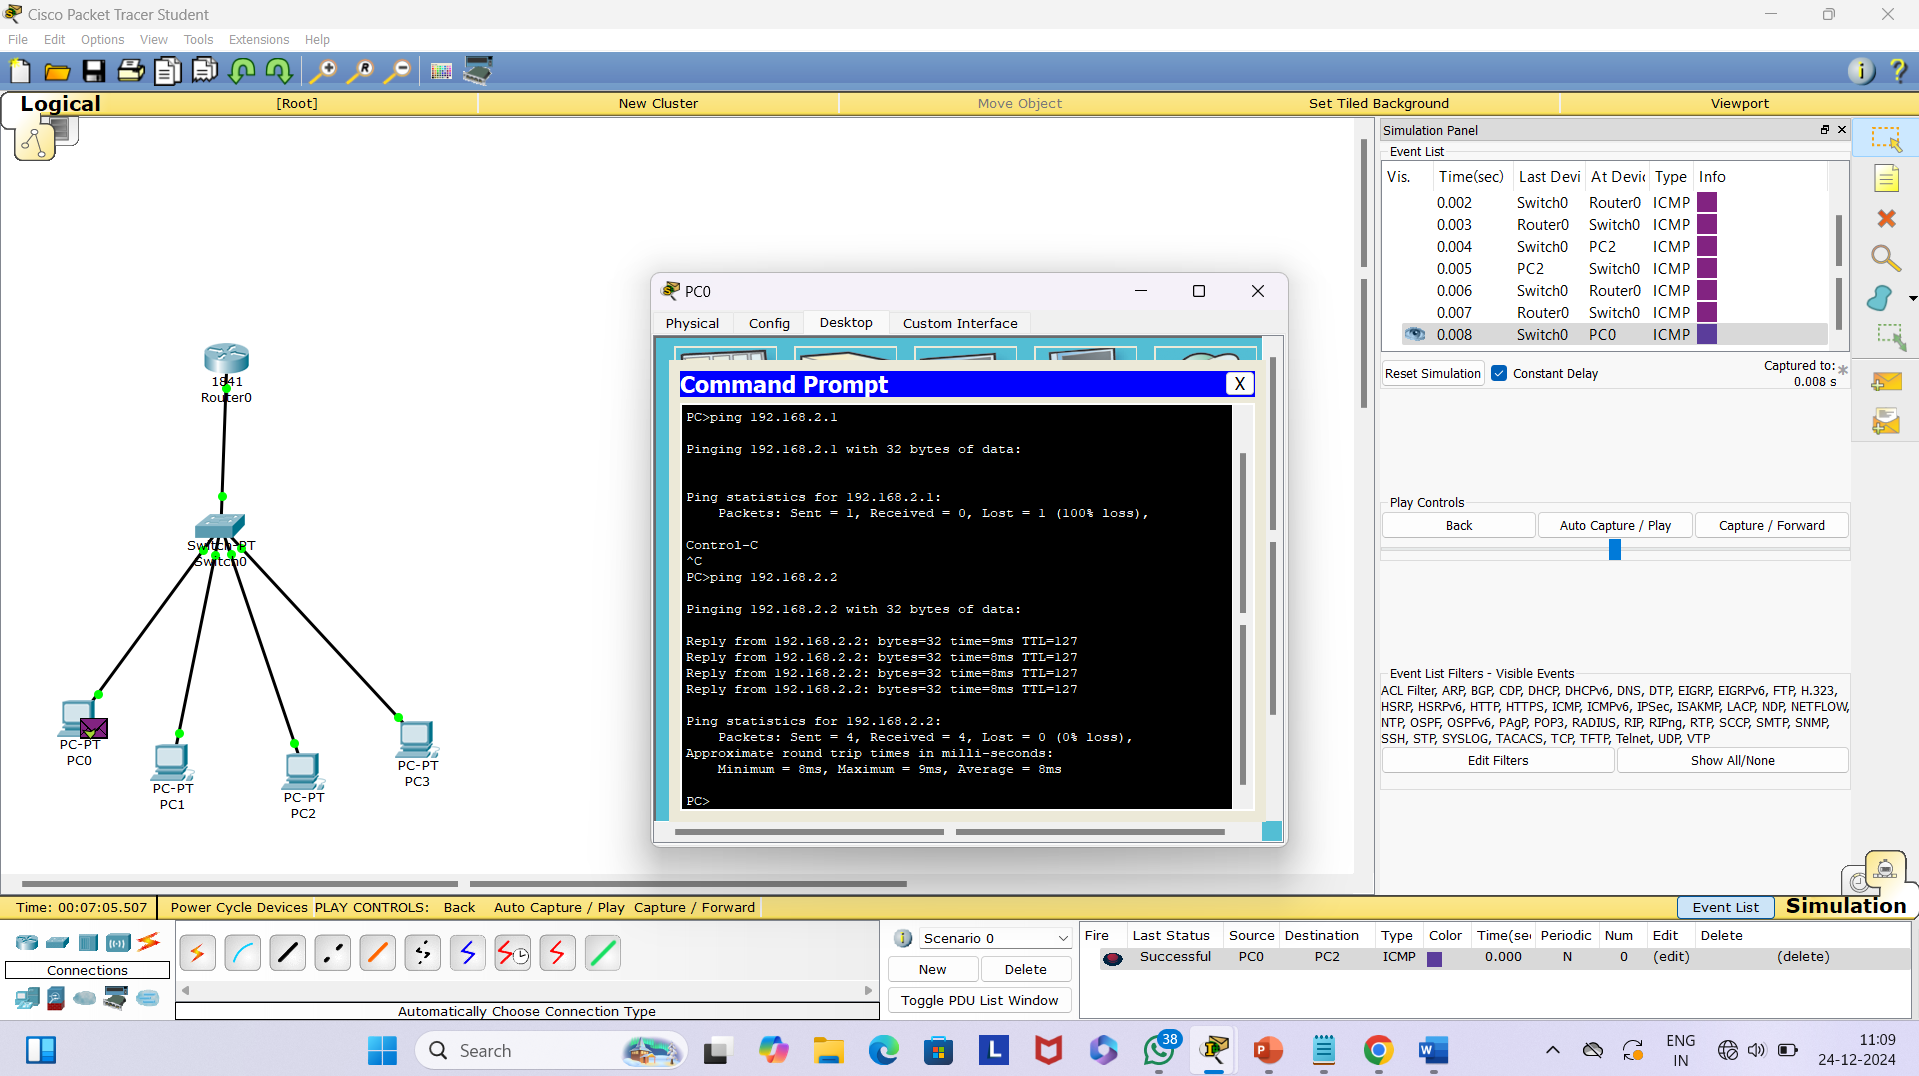 Cisco Packet Tracer Student
File Edit Options View Tools Extensions Help
Logical [Root] New Cluster Move Object Set Tiled Background Viewport
1841
Router0
Switch-PT
Switch0
PC-PT
PC0
PC-PT
PC1
PC-PT
PC2
PC-PT
PC3
PC0
Physical Config Desktop Custom Interface
Command Prompt X
PC>ping 192.168.2.1
Pinging 192.168.2.1 with 32 bytes of data:
Ping statistics for 192.168.2.1:
Packets: Sent = 1, Received = 0, Lost = 1 (100% loss),
Control-C
^C
PC>ping 192.168.2.2
Pinging 192.168.2.2 with 32 bytes of data:
Reply from 192.168.2.2: bytes=32 time=9ms TTL=127
Reply from 192.168.2.2: bytes=32 time=8ms TTL=127
Reply from 192.168.2.2: bytes=32 time=8ms TTL=127
Reply from 192.168.2.2: bytes=32 time=8ms TTL=127
Ping statistics for 192.168.2.2:
Packets: Sent = 4, Received = 4, Lost = 0 (0% loss),
Approximate round trip times in milli-seconds:
Minimum = 8ms, Maximum = 9ms, Average = 8ms
PC>
Simulation Panel
Event List
Vis. Time(sec) Last Devi At Devic Type Info
0.002 Switch0 Router0 ICMP
0.003 Router0 Switch0 ICMP
0.004 Switch0 PC2 ICMP
0.005 PC2 Switch0 ICMP
0.006 Switch0 Router0 ICMP
0.007 Router0 Switch0 ICMP
0.008 Switch0 PC0 ICMP
Reset Simulation Constant Delay Captured to: *
0.008 s
Play Controls
Back Auto Capture / Play Capture / Forward
Event List Filters - Visible Events
ACL Filter, ARP, BGP, CDP, DHCP, DHCPv6, DNS, DTP, EIGRP, EIGRPv6, FTP, H.323,
HSRP, HSRPv6, HTTP, HTTPS, ICMP, ICMPv6, IPSec, ISAKMP, LACP, NDP, NETFLOW,
NTP, OSPF, OSPFv6, PAgP, POP3, RADIUS, RIP, RIPng, RTP, SCCP, SMTP, SNMP,
SSH, STP, SYSLOG, TACACS, TCP, TFTP, Telnet, UDP, VTP
Edit Filters Show All/None
Time: 00:07:05.507 Power Cycle Devices PLAY CONTROLS: Back Auto Capture / Play Capture / Forward Event List Simulation
Connections
Automatically Choose Connection Type
Scenario 0
New Delete
Toggle PDU List Window
Fire Last Status Source Destination Type Color Time(sec Periodic Num Edit Delete
Successful PC0 PC2 ICMP 0.000 N 0 (edit) (delete)
Search
38
ENG
IN
11:09
24-12-2024